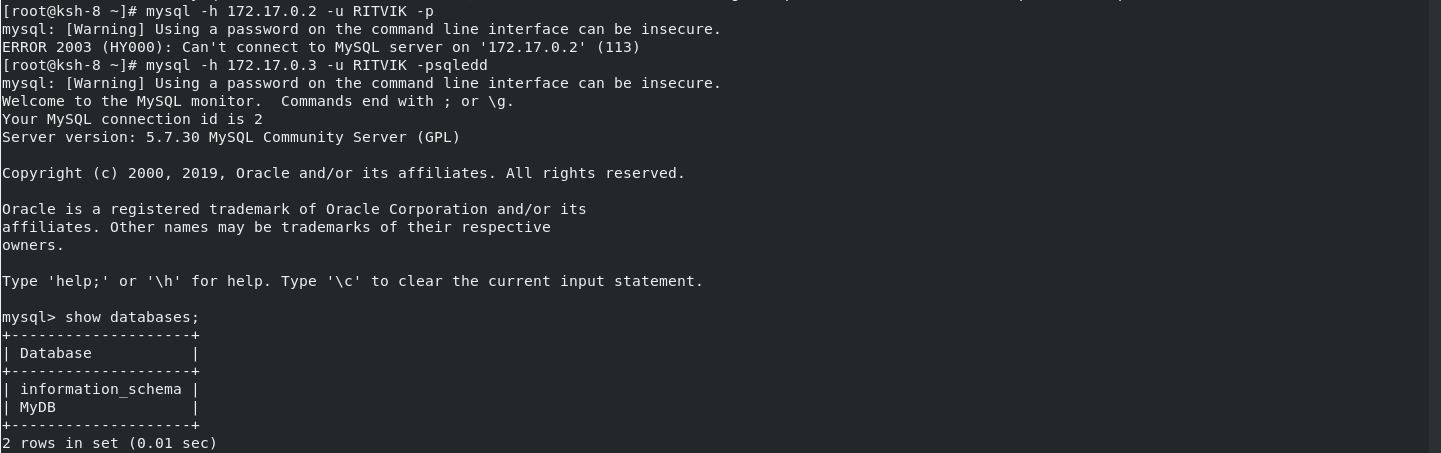 [root@ksh-8 ~]# mysql -h 172.17.0.2 -u RITVIK -p
mysql: [Warning] Using a password on the command line interface can be insecure.
ERROR 2003 (HY000): Can't connect to MySQL server on '172.17.0.2' (113)
[root@ksh-8 ~]# mysql -h 172.17.0.3 -u RITVIK -psqledd
mysql: [Warning] Using a password on the command line interface can be insecure.
Welcome to the MySQL monitor.  Commands end with ; or \g.
Your MySQL connection id is 2
Server version: 5.7.30 MySQL Community Server (GPL)

Copyright (c) 2000, 2019, Oracle and/or its affiliates. All rights reserved.

Oracle is a registered trademark of Oracle Corporation and/or its
affiliates. Other names may be trademarks of their respective
owners.

Type 'help;' or '\h' for help. Type '\c' to clear the current input statement.

mysql> show databases;
+--------------------+
| Database           |
+--------------------+
| information_schema |
| MyDB               |
+--------------------+
2 rows in set (0.01 sec)